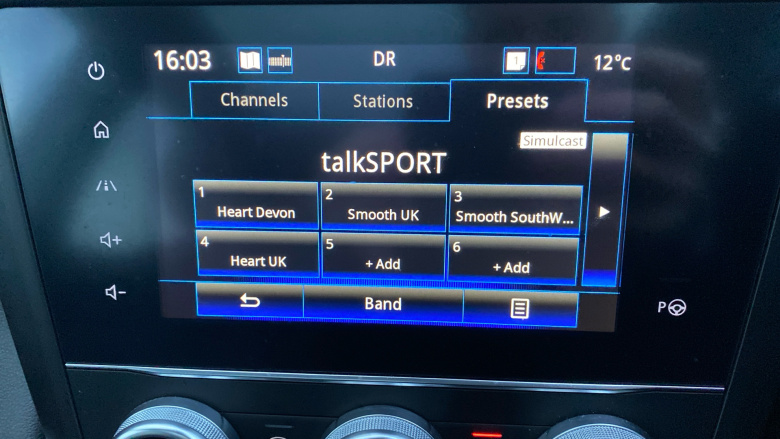 16:03
DR
1
12°C
Channels
Stations
Presets
Simulcast
talkSPORT
1
Heart Devon
2
Smooth UK
3
Smooth SouthW...
4
Heart UK
5
+ Add
6
+ Add
Band
P